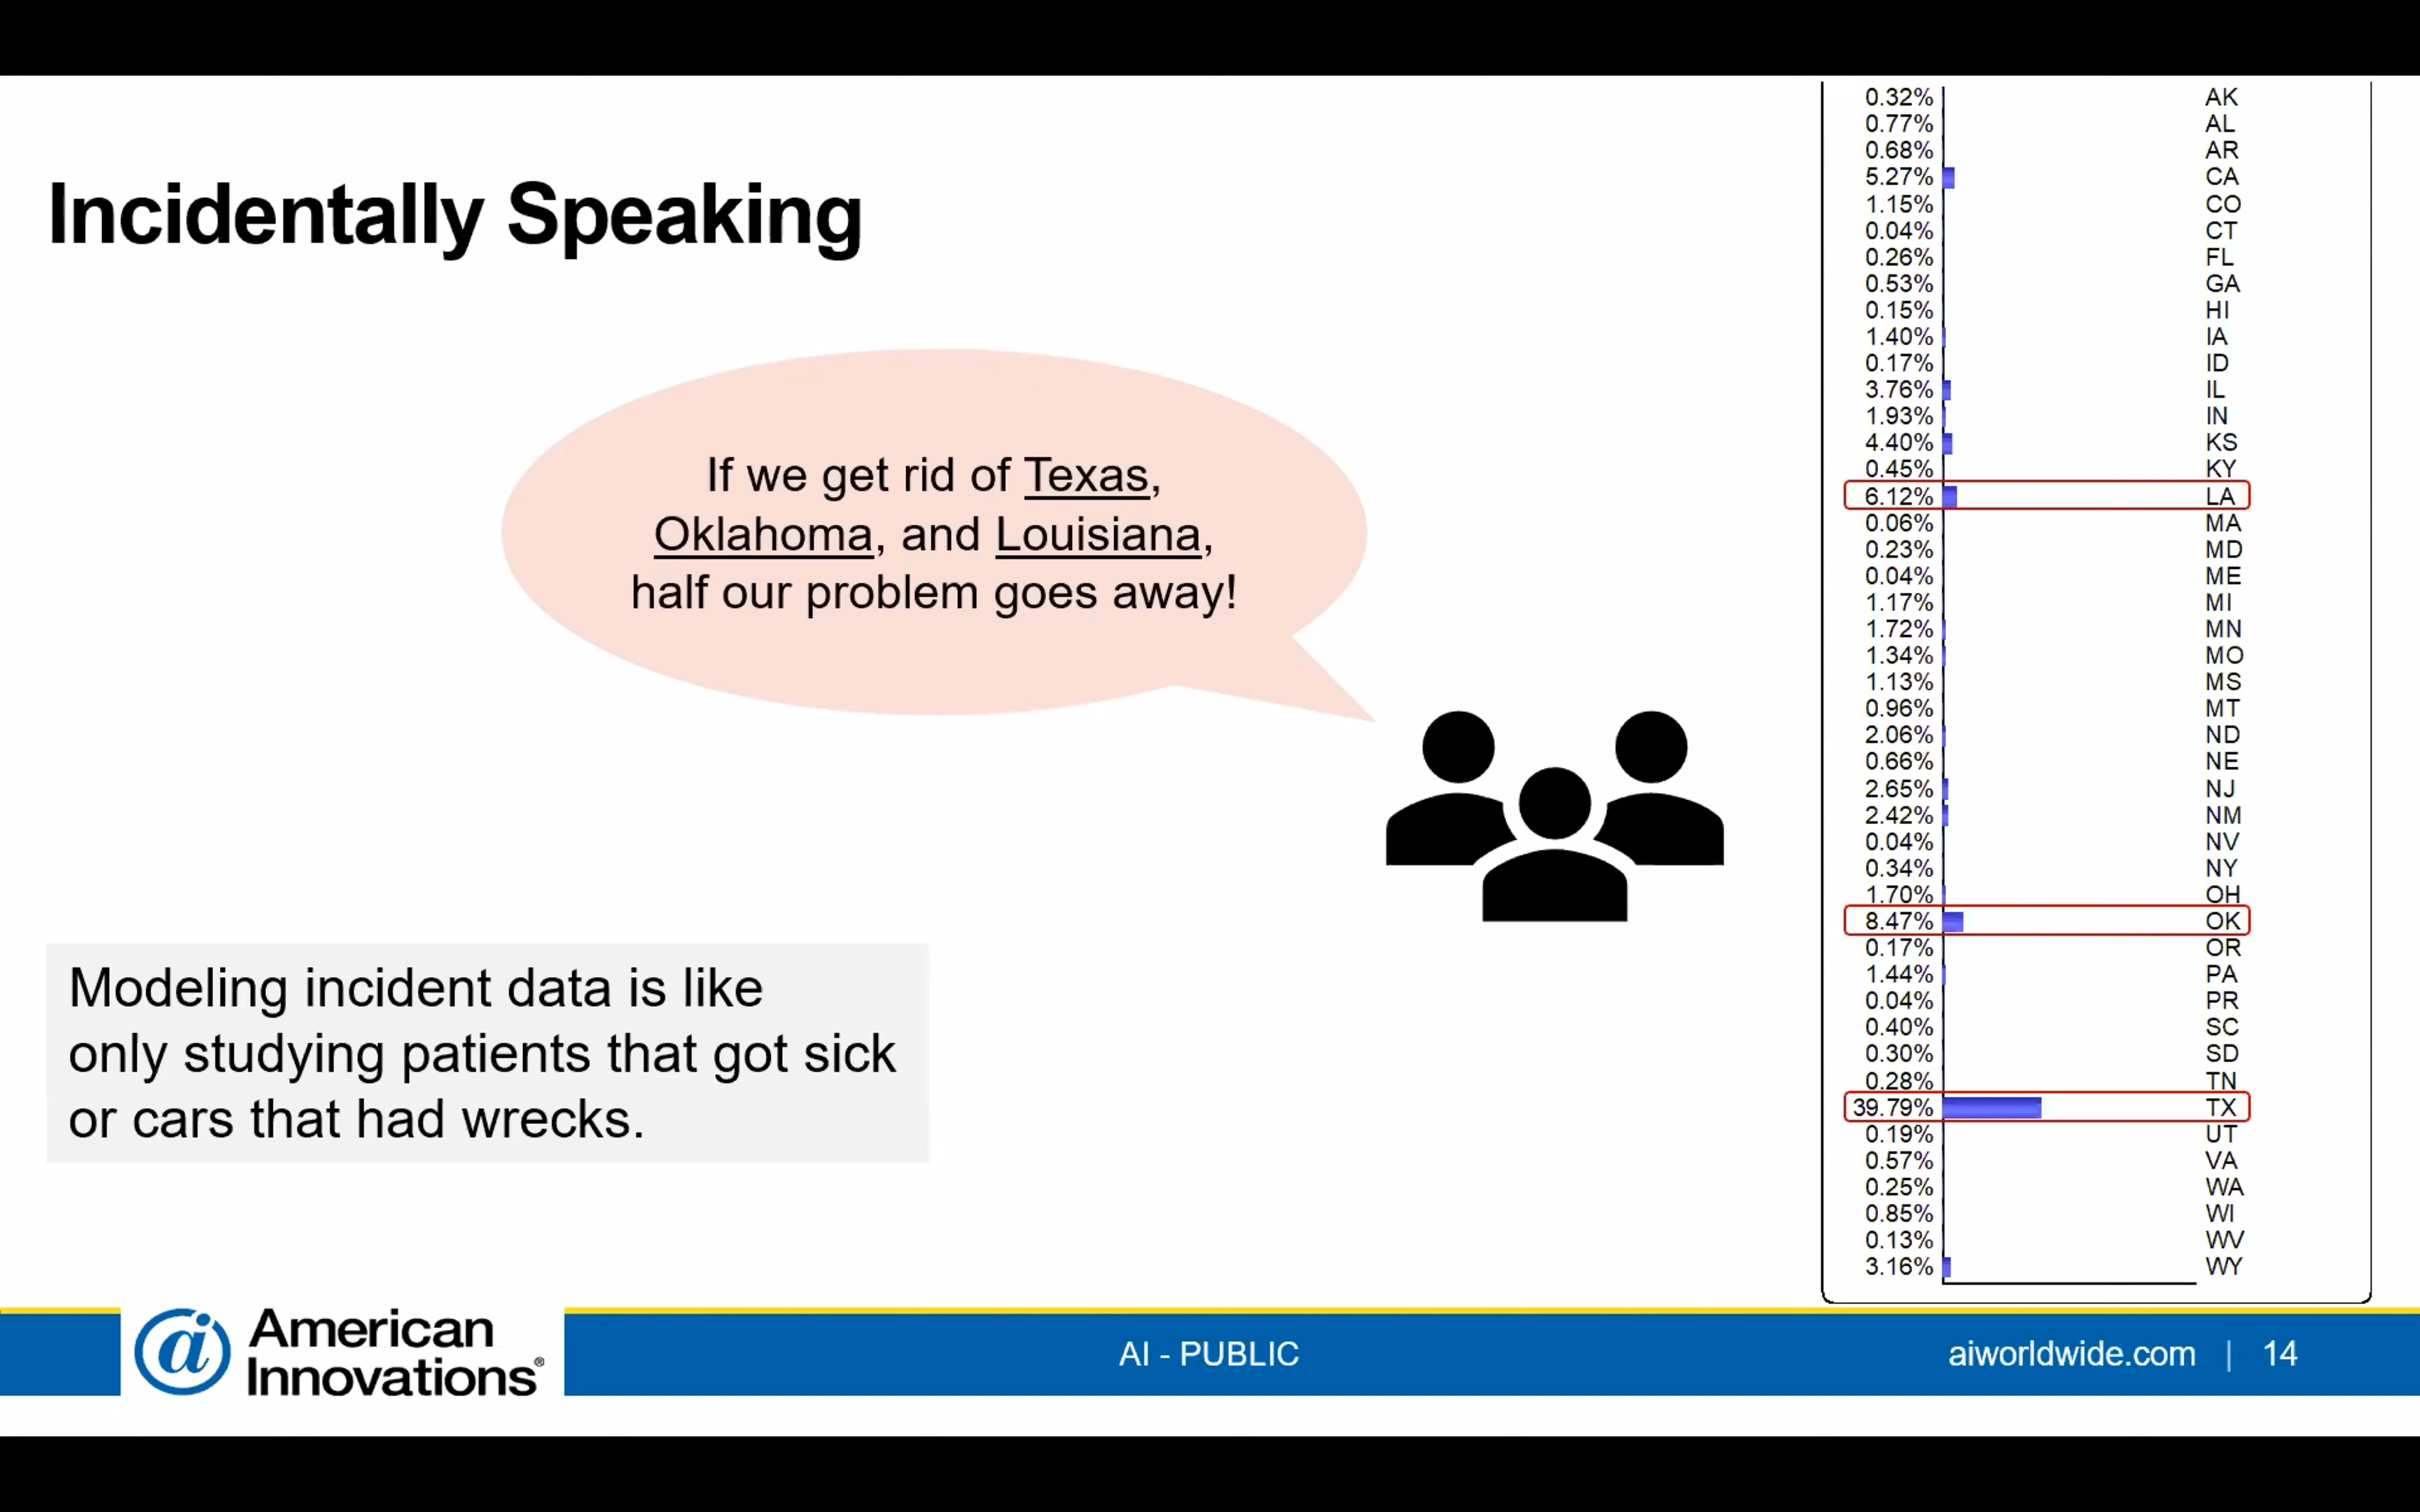 Incidentally Speaking
If we get rid of Texas,
Oklahoma, and Louisiana,
half our problem goes away!
Modeling incident data is like
only studying patients that got sick
or cars that had wrecks.
0.32% AK
0.77% AL
0.68% AR
5.27% CA
1.15% CO
0.04% CT
0.26% FL
0.53% GA
0.15% HI
1.40% IA
0.17% ID
3.76% IL
1.93% IN
4.40% KS
0.45% KY
6.12% LA
0.06% MA
0.23% MD
0.04% ME
1.17% MI
1.72% MN
1.34% MO
1.13% MS
0.96% MT
2.06% ND
0.66% NE
2.65% NJ
2.42% NM
0.04% NV
0.34% NY
1.70% OH
8.47% OK
0.17% OR
1.44% PA
0.04% PR
0.40% SC
0.30% SD
0.28% TN
39.79% TX
0.19% UT
0.57% VA
0.25% WA
0.85% WI
0.13% WV
3.16% WY
@i American
Innovations®
AI - PUBLIC
aiworldwide.com | 14